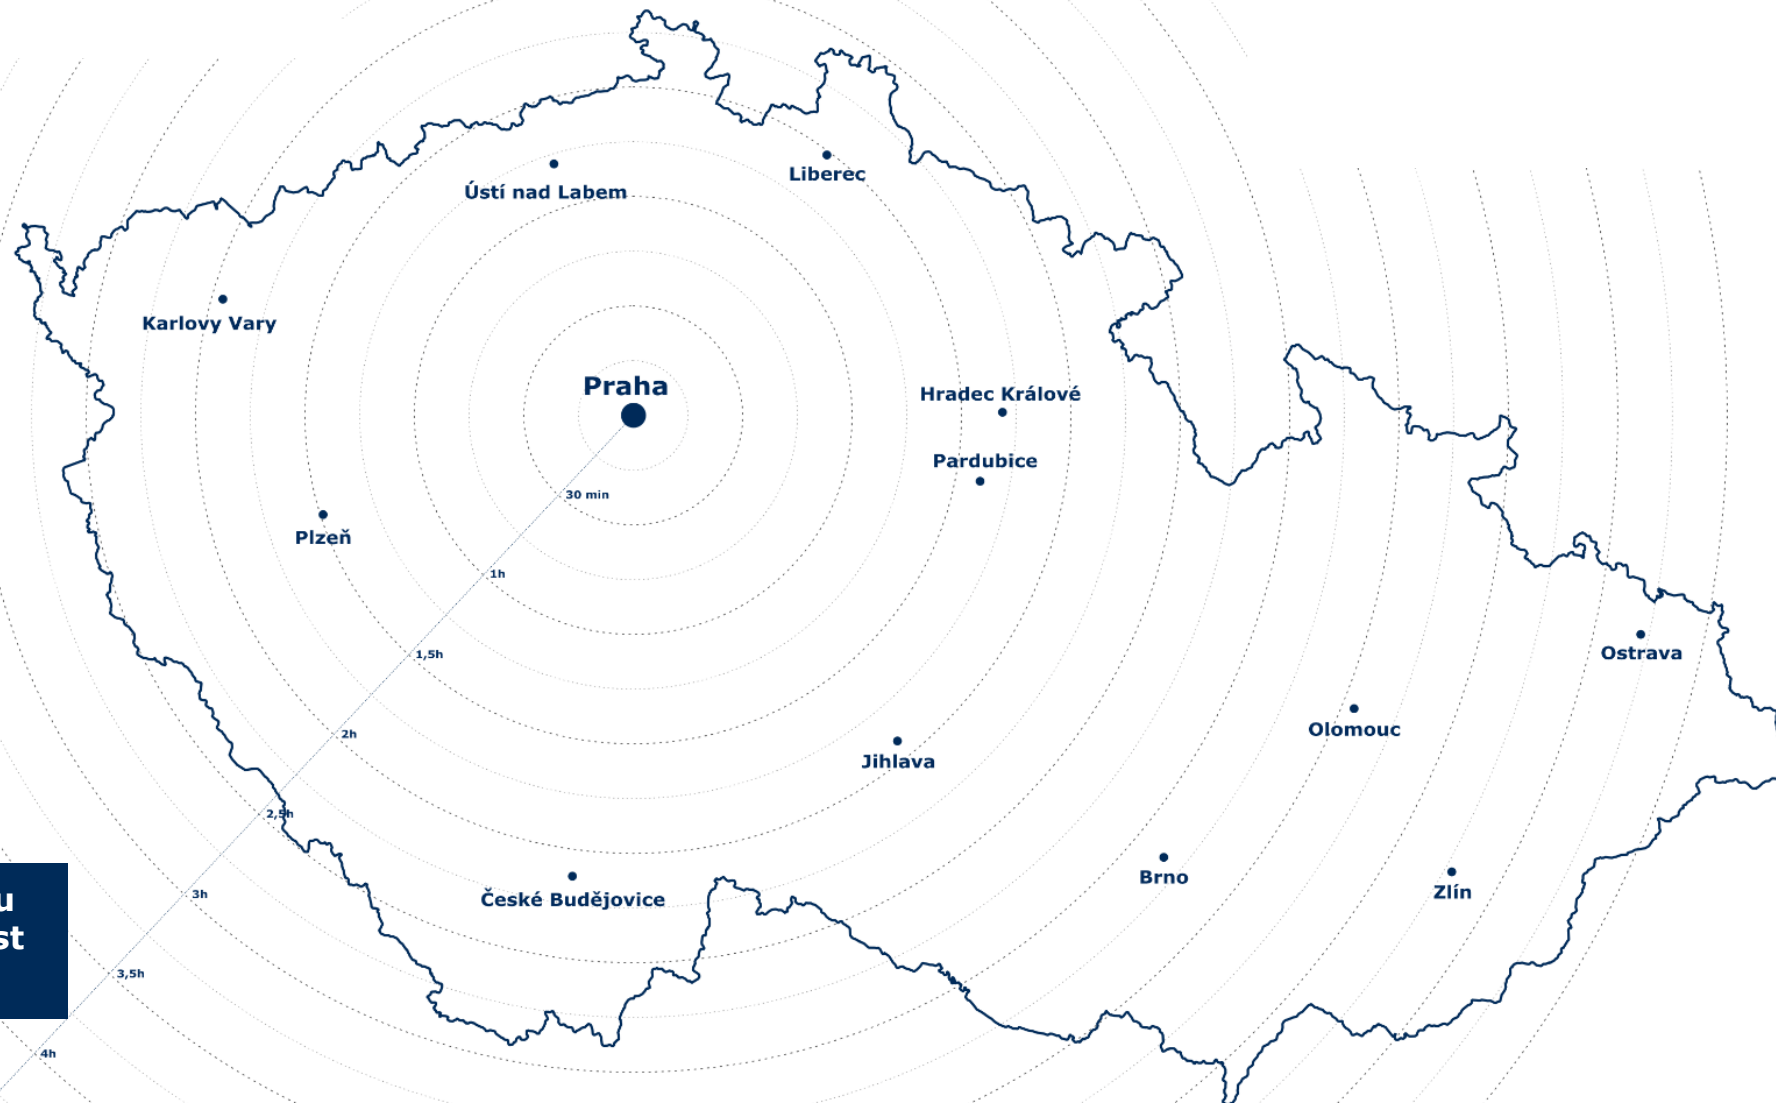 Ústí nad Labem
Liberec
Karlovy Vary
Praha
Hradec Králové
Pardubice
30 min
Plzeň
1h
1,5h
Ostrava
2h
Olomouc
Jihlava
2,5h
Brno
Zlín
České Budějovice
3h
u
st
3,5h
4h